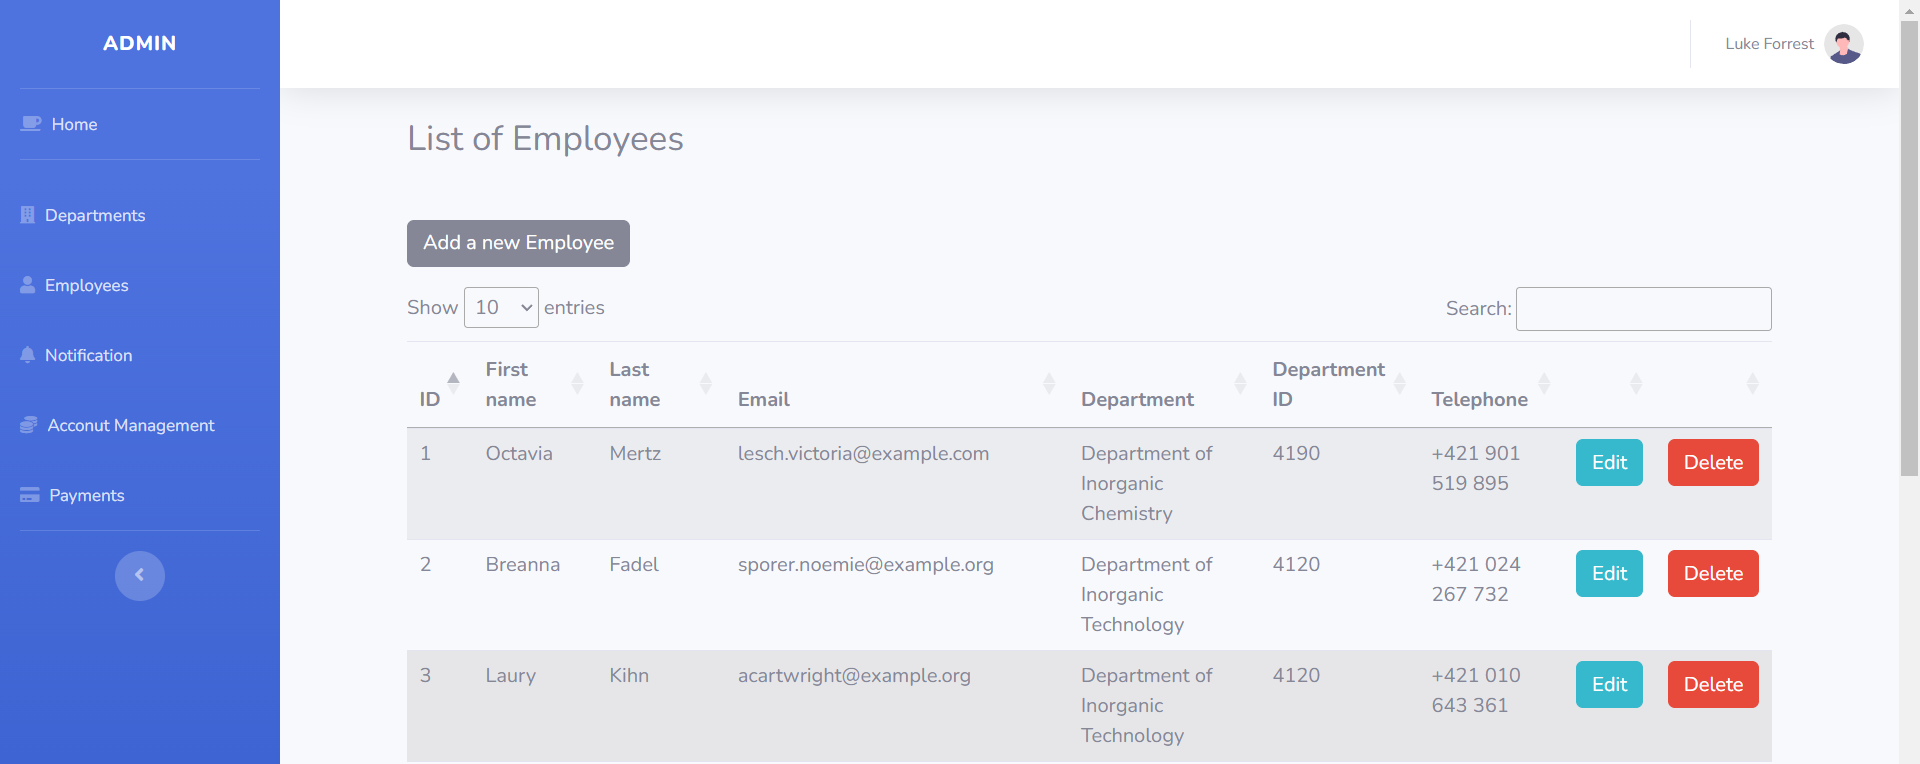 ADMIN
Luke Forrest
Home
Departments
Employees
Notification
Acconut Management
Payments
List of Employees
Add a new Employee
Show 10 entries
Search:
ID First name Last name Email Department Department ID Telephone
1 Octavia Mertz lesch.victoria@example.com Department of 4190 +421 901 Edit Delete
Inorganic 519 895
Chemistry
2 Breanna Fadel sporer.noemie@example.org Department of 4120 +421 024 Edit Delete
Inorganic 267 732
Technology
3 Laury Kihn acartwright@example.org Department of 4120 +421 010 Edit Delete
Inorganic 643 361
Technology